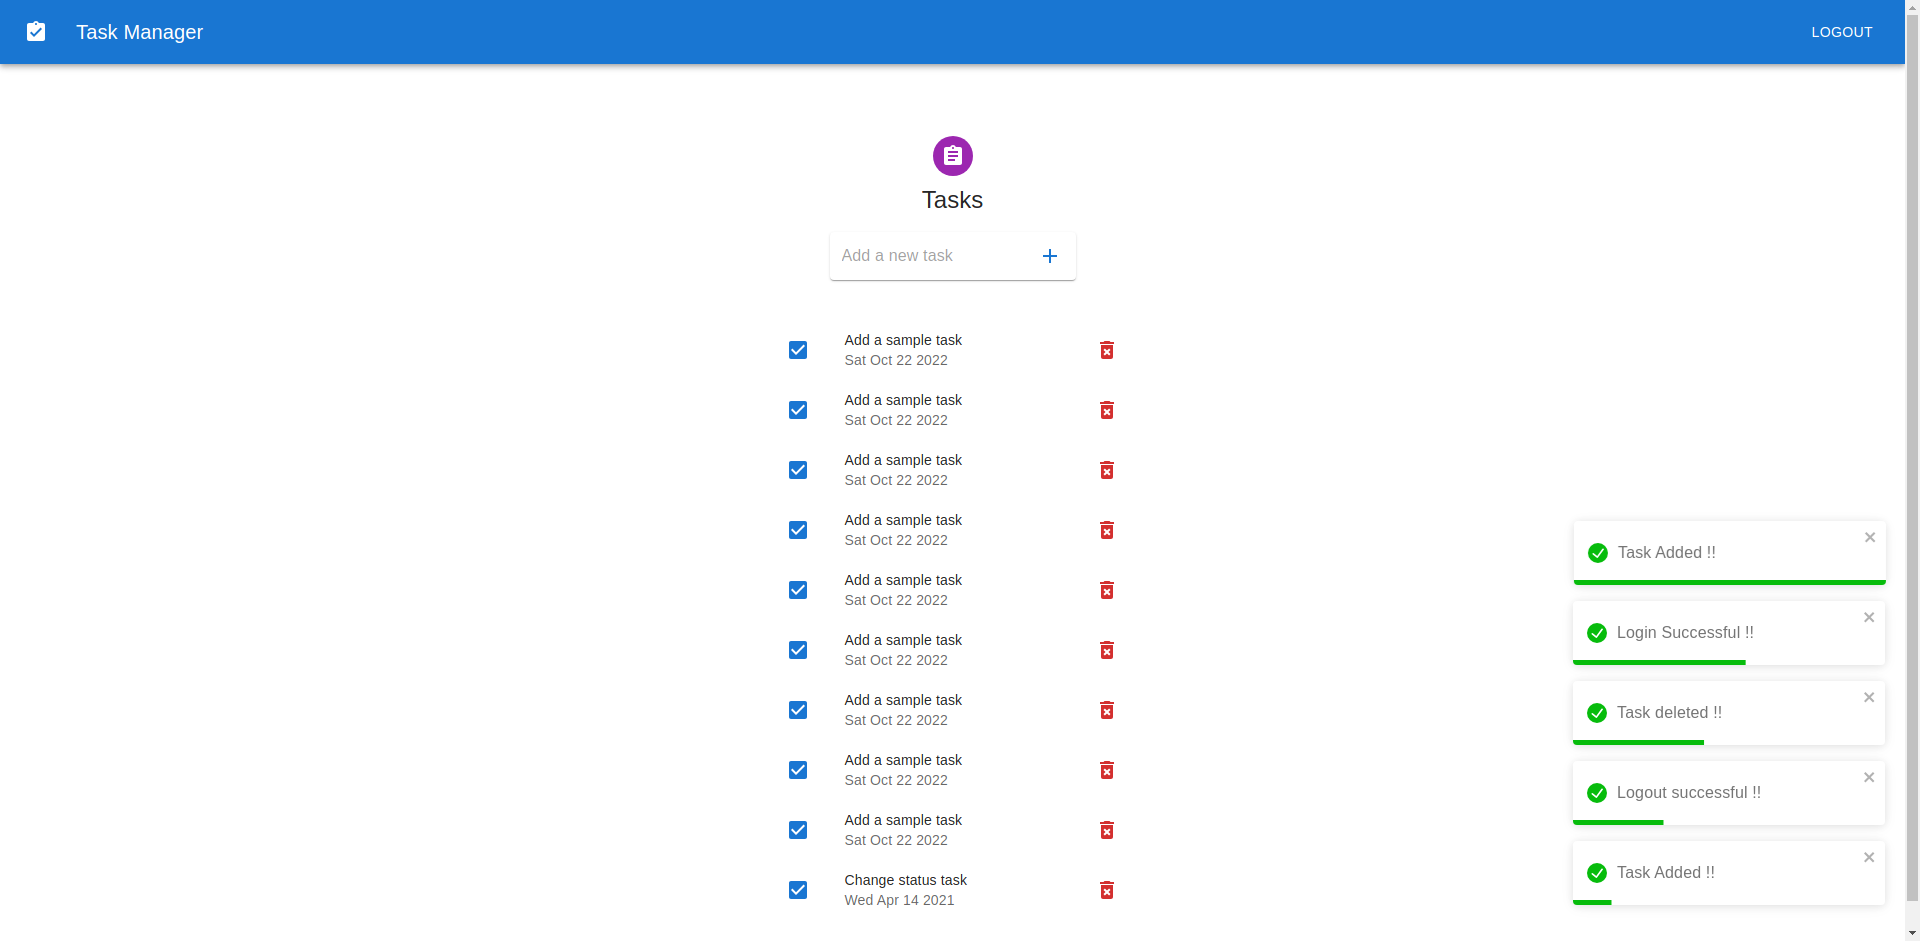 Task Manager
LOGOUT
Tasks
Add a new task
Add a sample task
Sat Oct 22 2022
Add a sample task
Sat Oct 22 2022
Add a sample task
Sat Oct 22 2022
Add a sample task
Sat Oct 22 2022
Add a sample task
Sat Oct 22 2022
Add a sample task
Sat Oct 22 2022
Add a sample task
Sat Oct 22 2022
Add a sample task
Sat Oct 22 2022
Add a sample task
Sat Oct 22 2022
Change status task
Wed Apr 14 2021
Task Added !!
Login Successful !!
Task deleted !!
Logout successful !!
Task Added !!